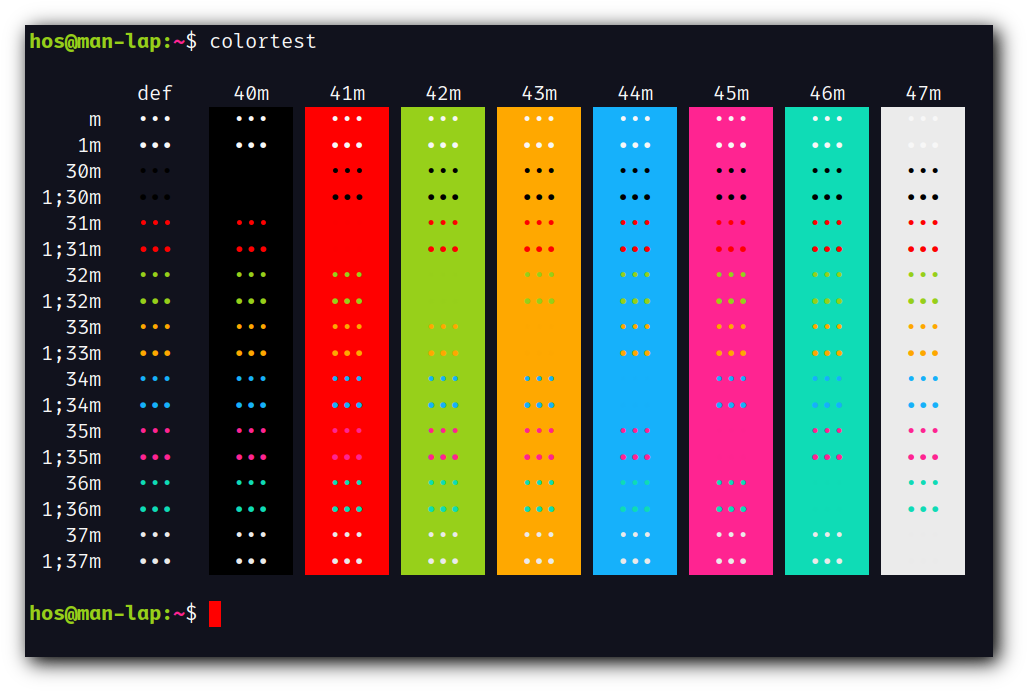 hos@man-lap:~$ colortest
def 40m 41m 42m 43m 44m 45m 46m 47m
m ••• ••• ••• ••• ••• ••• ••• ••• •••
1m ••• ••• ••• ••• ••• ••• ••• ••• •••
30m ••• ••• ••• ••• ••• ••• ••• •••
1;30m ••• ••• ••• ••• ••• ••• ••• •••
31m ••• ••• ••• ••• ••• ••• ••• •••
1;31m ••• ••• ••• ••• ••• ••• ••• •••
32m ••• ••• ••• ••• ••• ••• ••• •••
1;32m ••• ••• ••• ••• ••• ••• ••• •••
33m ••• ••• ••• ••• ••• ••• ••• •••
1;33m ••• ••• ••• ••• ••• ••• ••• •••
34m ••• ••• ••• ••• ••• ••• ••• •••
1;34m ••• ••• ••• ••• ••• ••• ••• •••
35m ••• ••• ••• ••• ••• ••• ••• •••
1;35m ••• ••• ••• ••• ••• ••• ••• •••
36m ••• ••• ••• ••• ••• ••• ••• •••
1;36m ••• ••• ••• ••• ••• ••• ••• •••
37m ••• ••• ••• ••• ••• ••• ••• •••
1;37m ••• ••• ••• ••• ••• ••• ••• •••
hos@man-lap:~$